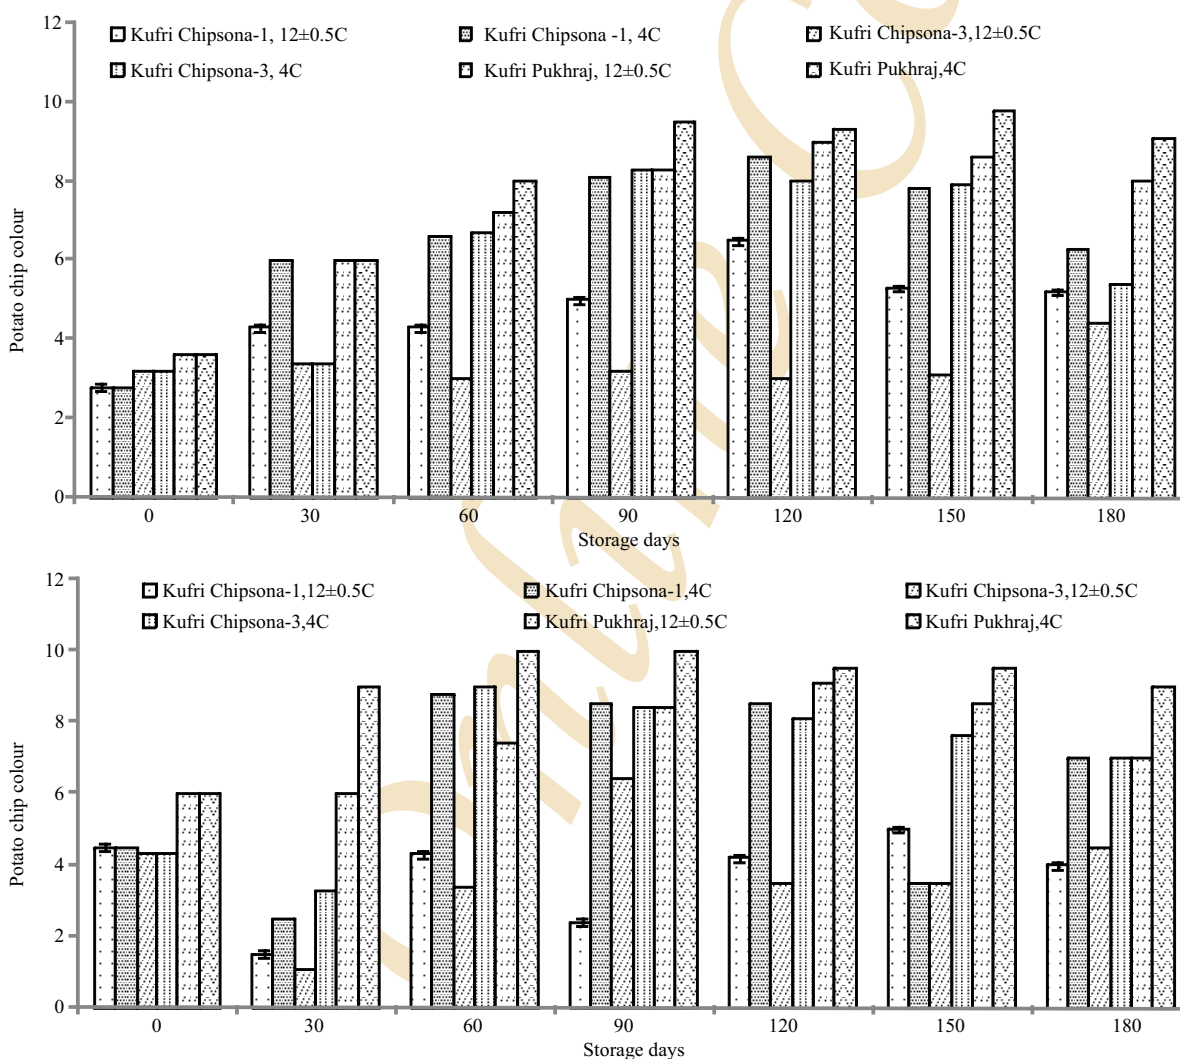 12
Kufri Chipsona-1, 12±0.5C Kufri Chipsona -1, 4C Kufri Chipsona-3,12±0.5C
Kufri Chipsona-3, 4C Kufri Pukhraj, 12±0.5C Kufri Pukhraj,4C
10
8
6
4
2
0
Potato chip colour
0 30 60 90 120 150 180
Storage days
12
Kufri Chipsona-1,12±0.5C Kufri Chipsona-1,4C Kufri Chipsona-3,12±0.5C
Kufri Chipsona-3,4C Kufri Pukhraj,12±0.5C Kufri Pukhraj,4C
10
8
6
4
2
0
Potato chip colour
0 30 60 90 120 150 180
Storage days